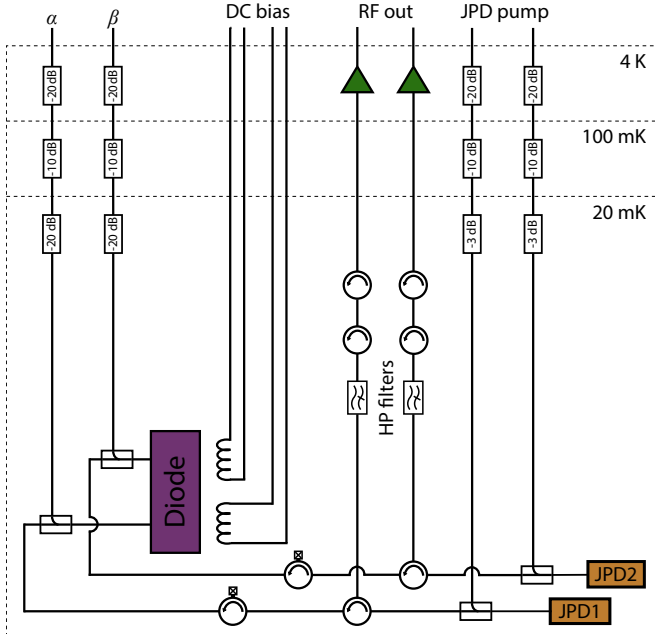 α β DC bias RF out JPD pump
4 K
-20 dB -20 dB -20 dB -20 dB
100 mK
-10 dB -10 dB -10 dB -10 dB
20 mK
-20 dB -20 dB -3 dB -3 dB
HP filters
Diode
JPD2
JPD1